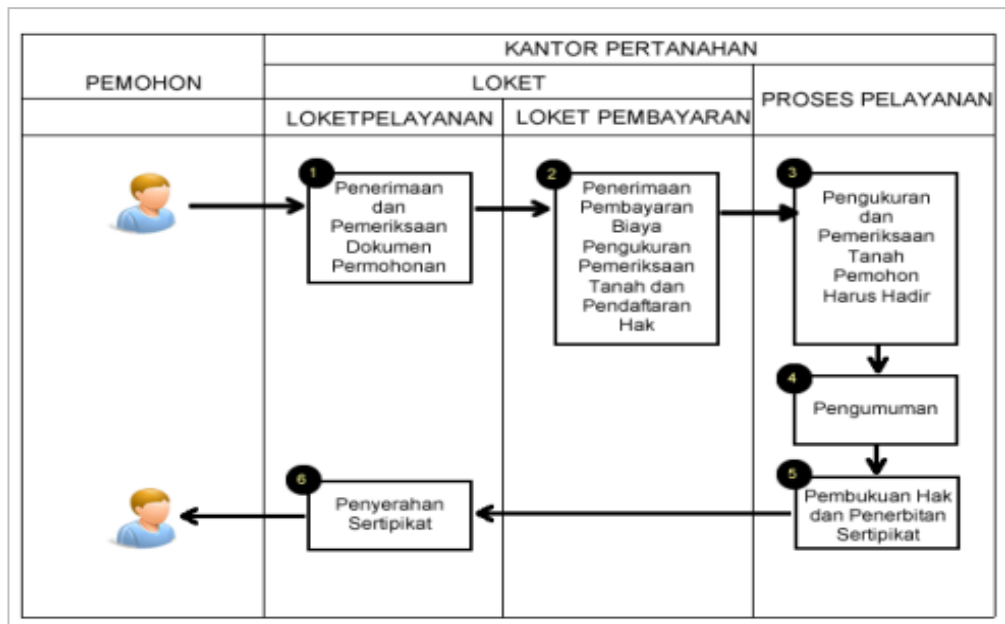 KANTOR PERTANAHAN
PEMOHON
LOKET
PROSES PELAYANAN
LOKETPELAYANAN
LOKET PEMBAYARAN
1
Penerimaan
dan
Pemeriksaan
Dokumen
Permohonan
2
Penerimaan
Pembayaran
Biaya
Pengukuran
Pemeriksaan
Tanah dan
Pendaftaran
Hak
3
Pengukuran
dan
Pemeriksaan
Tanah
Pemohon
Harus Hadir
4
Pengumuman
5
Pembukuan Hak
dan Penerbitan
Sertipikat
6
Penyerahan
Sertipikat